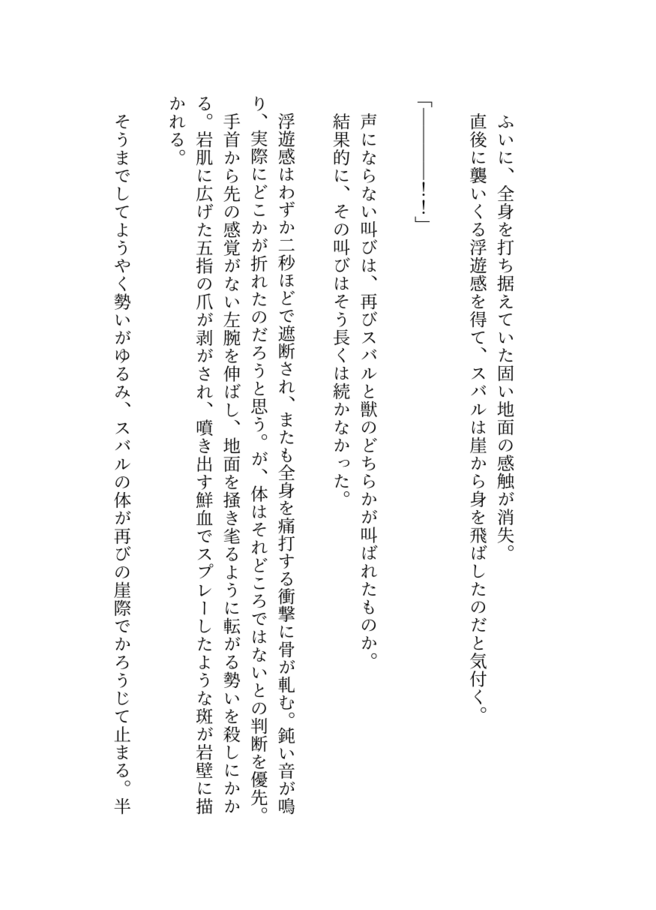 ふいに、全身を打ち据えていた固い地面の感触が消失。
直後に襲いくる浮遊感を得て、スバルは崖から身を飛ばしたのだと気付く。
「――――！！」
声にならない叫びは、再びスバルと獣のどちらかが叫ばれたものか。
結果的に、その叫びはそう長くは続かなかった。
浮遊感はわずか二秒ほどで遮断され、またも全身を痛打する衝撃に骨が軋む。鈍い音が鳴
り、実際にどこかが折れたのだろうと思う。が、体はそれどころではないとの判断を優先。
手首から先の感覚がない左腕を伸ばし、地面を掻き毟るように転がる勢いを殺しにかか
る。岩肌に広げた五指の爪が剥がされ、噴き出す鮮血でスプレーしたような斑が岩壁に描
かれる。
そうまでしてようやく勢いがゆるみ、スバルの体が再びの崖際でかろうじて止まる。半